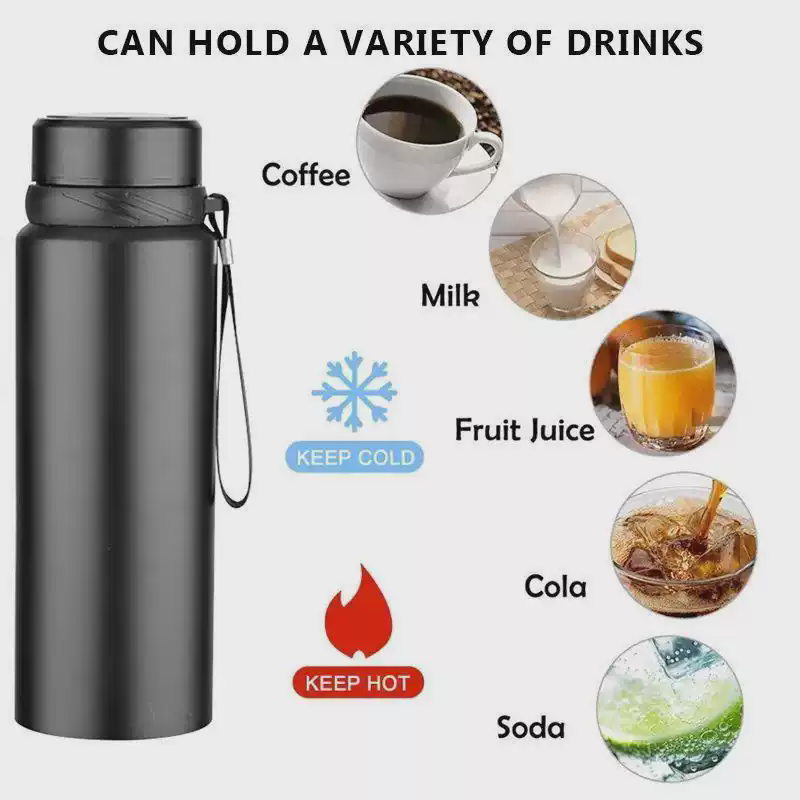 CAN HOLD A VARIETY OF DRINKS
Coffee
Milk
Fruit Juice
KEEP COLD
Cola
KEEP HOT
Soda